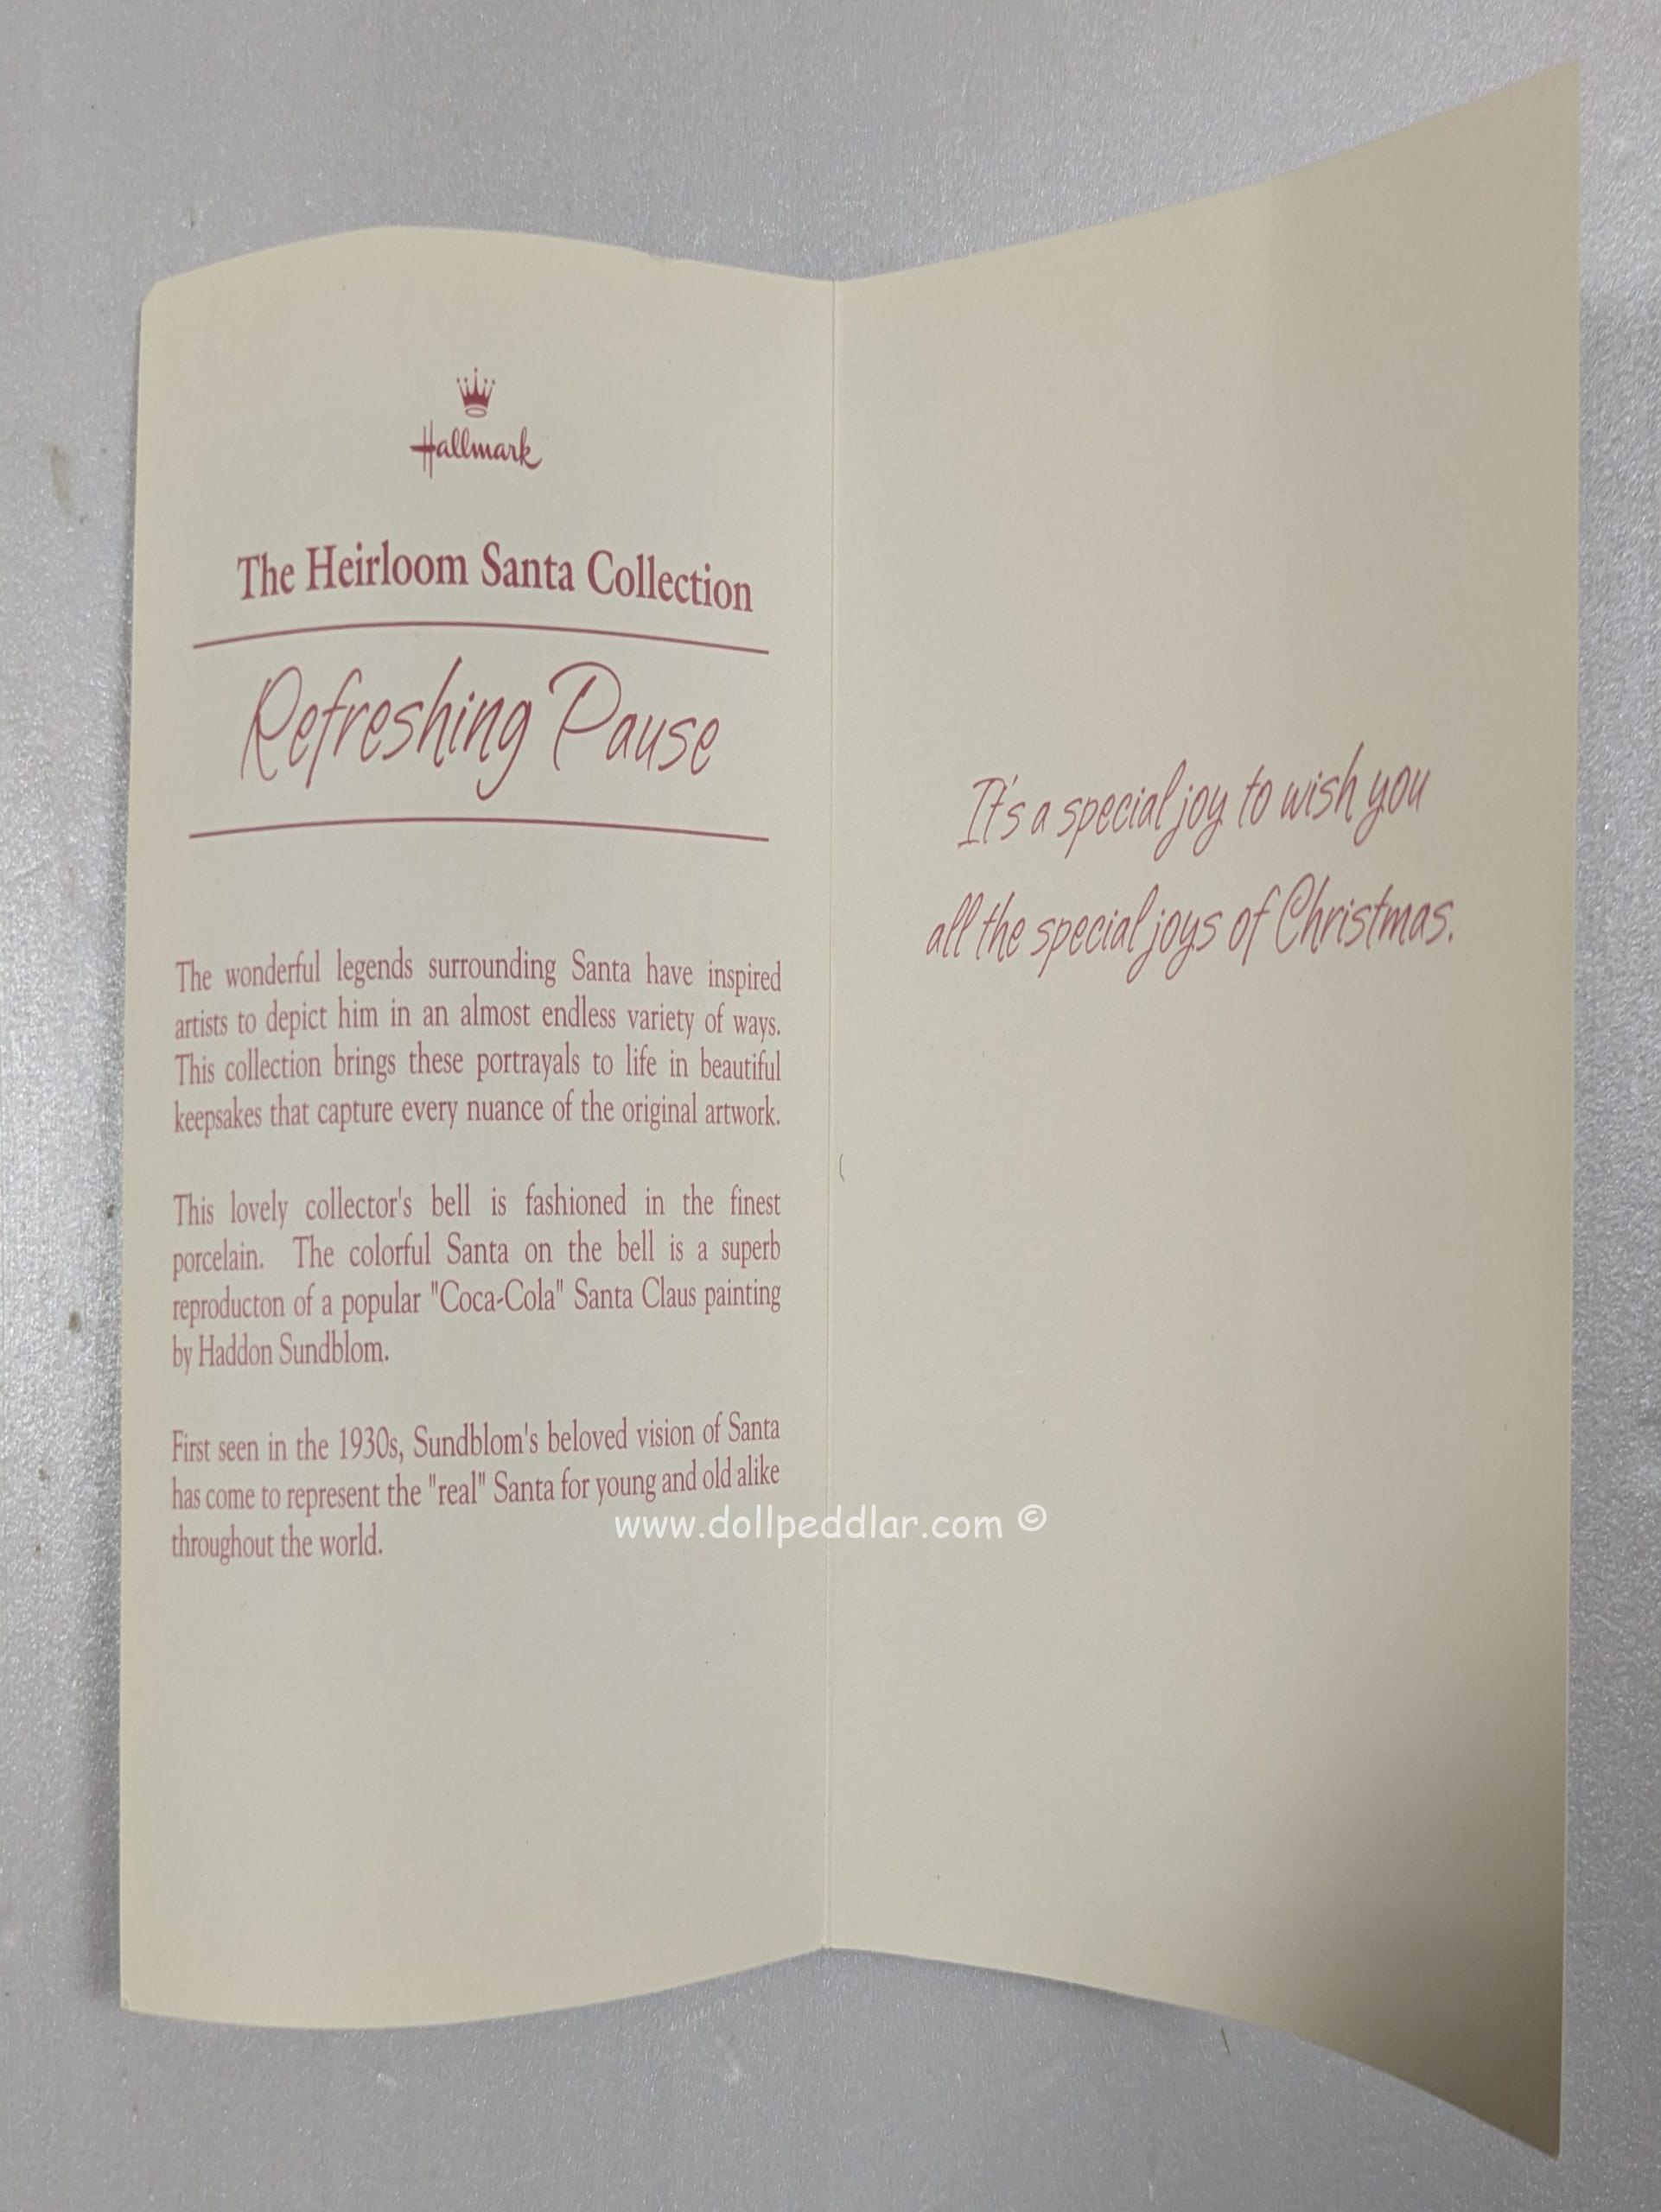 Hallmark
The Heirloom Santa Collection
Refreshing Pause
The wonderful legends surrounding Santa have inspired
artists to depict him in an almost endless variety of ways.
This collection brings these portrayals to life in beautiful
keepsakes that capture every nuance of the original artwork.
This lovely collector's bell is fashioned in the finest
porcelain. The colorful Santa on the bell is a superb
reproducton of a popular "Coca-Cola" Santa Claus painting
by Haddon Sundblom.
First seen in the 1930s, Sundblom's beloved vision of Santa
has come to represent the "real" Santa for young and old alike
throughout the world.
It's a special joy to wish you
all the special joys of Christmas.
www.dollpeddlar.com ©